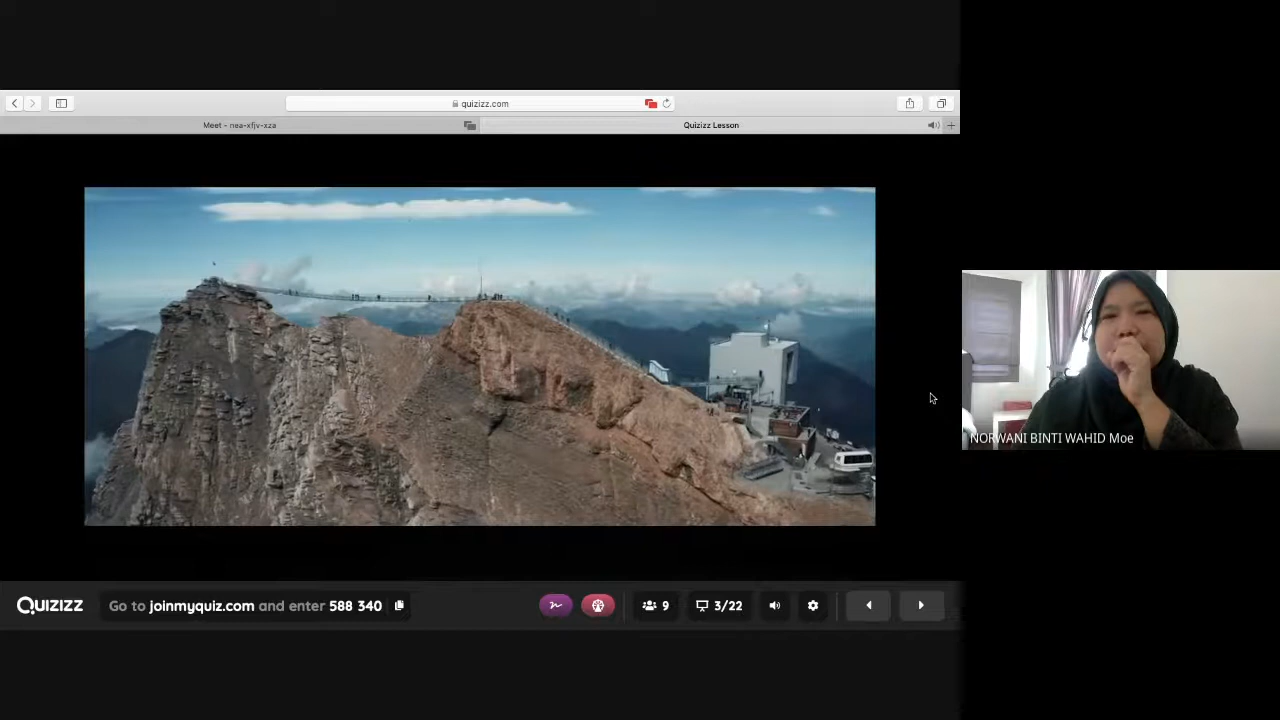 quizizz.com
Meet - nea-xfjv-xza
Quizizz Lesson
NORWANI BINTI WAHID Moe
QUIZIZZ
Go to joinmyquiz.com and enter 588 340
9
3/22